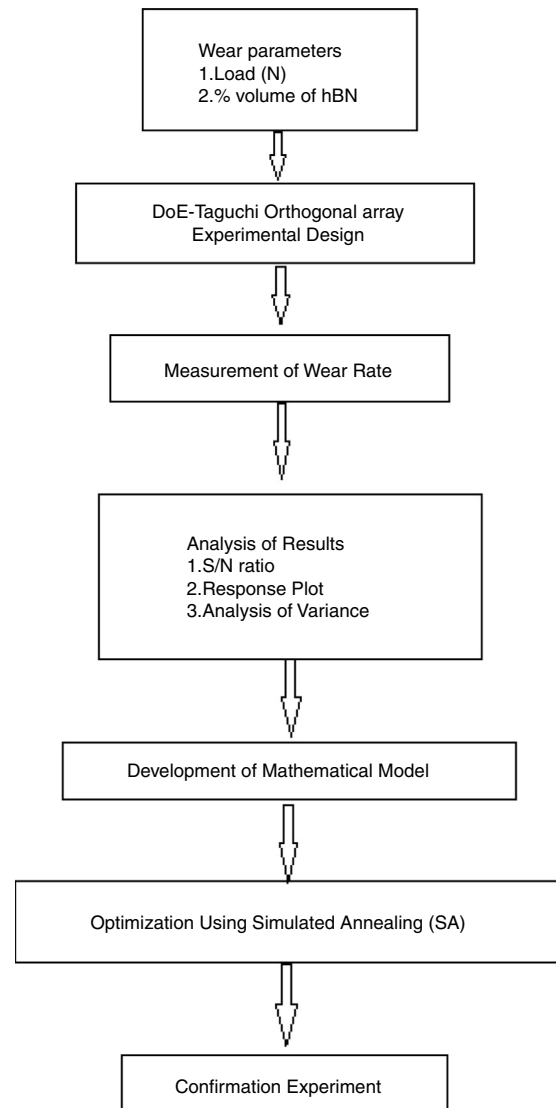 Wear parameters
1.Load (N)
2.% volume of hBN
DoE-Taguchi Orthogonal array
Experimental Design
Measurement of Wear Rate
Analysis of Results
1.S/N ratio
2.Response Plot
3.Analysis of Variance
Development of Mathematical Model
Optimization Using Simulated Annealing (SA)
Confirmation Experiment